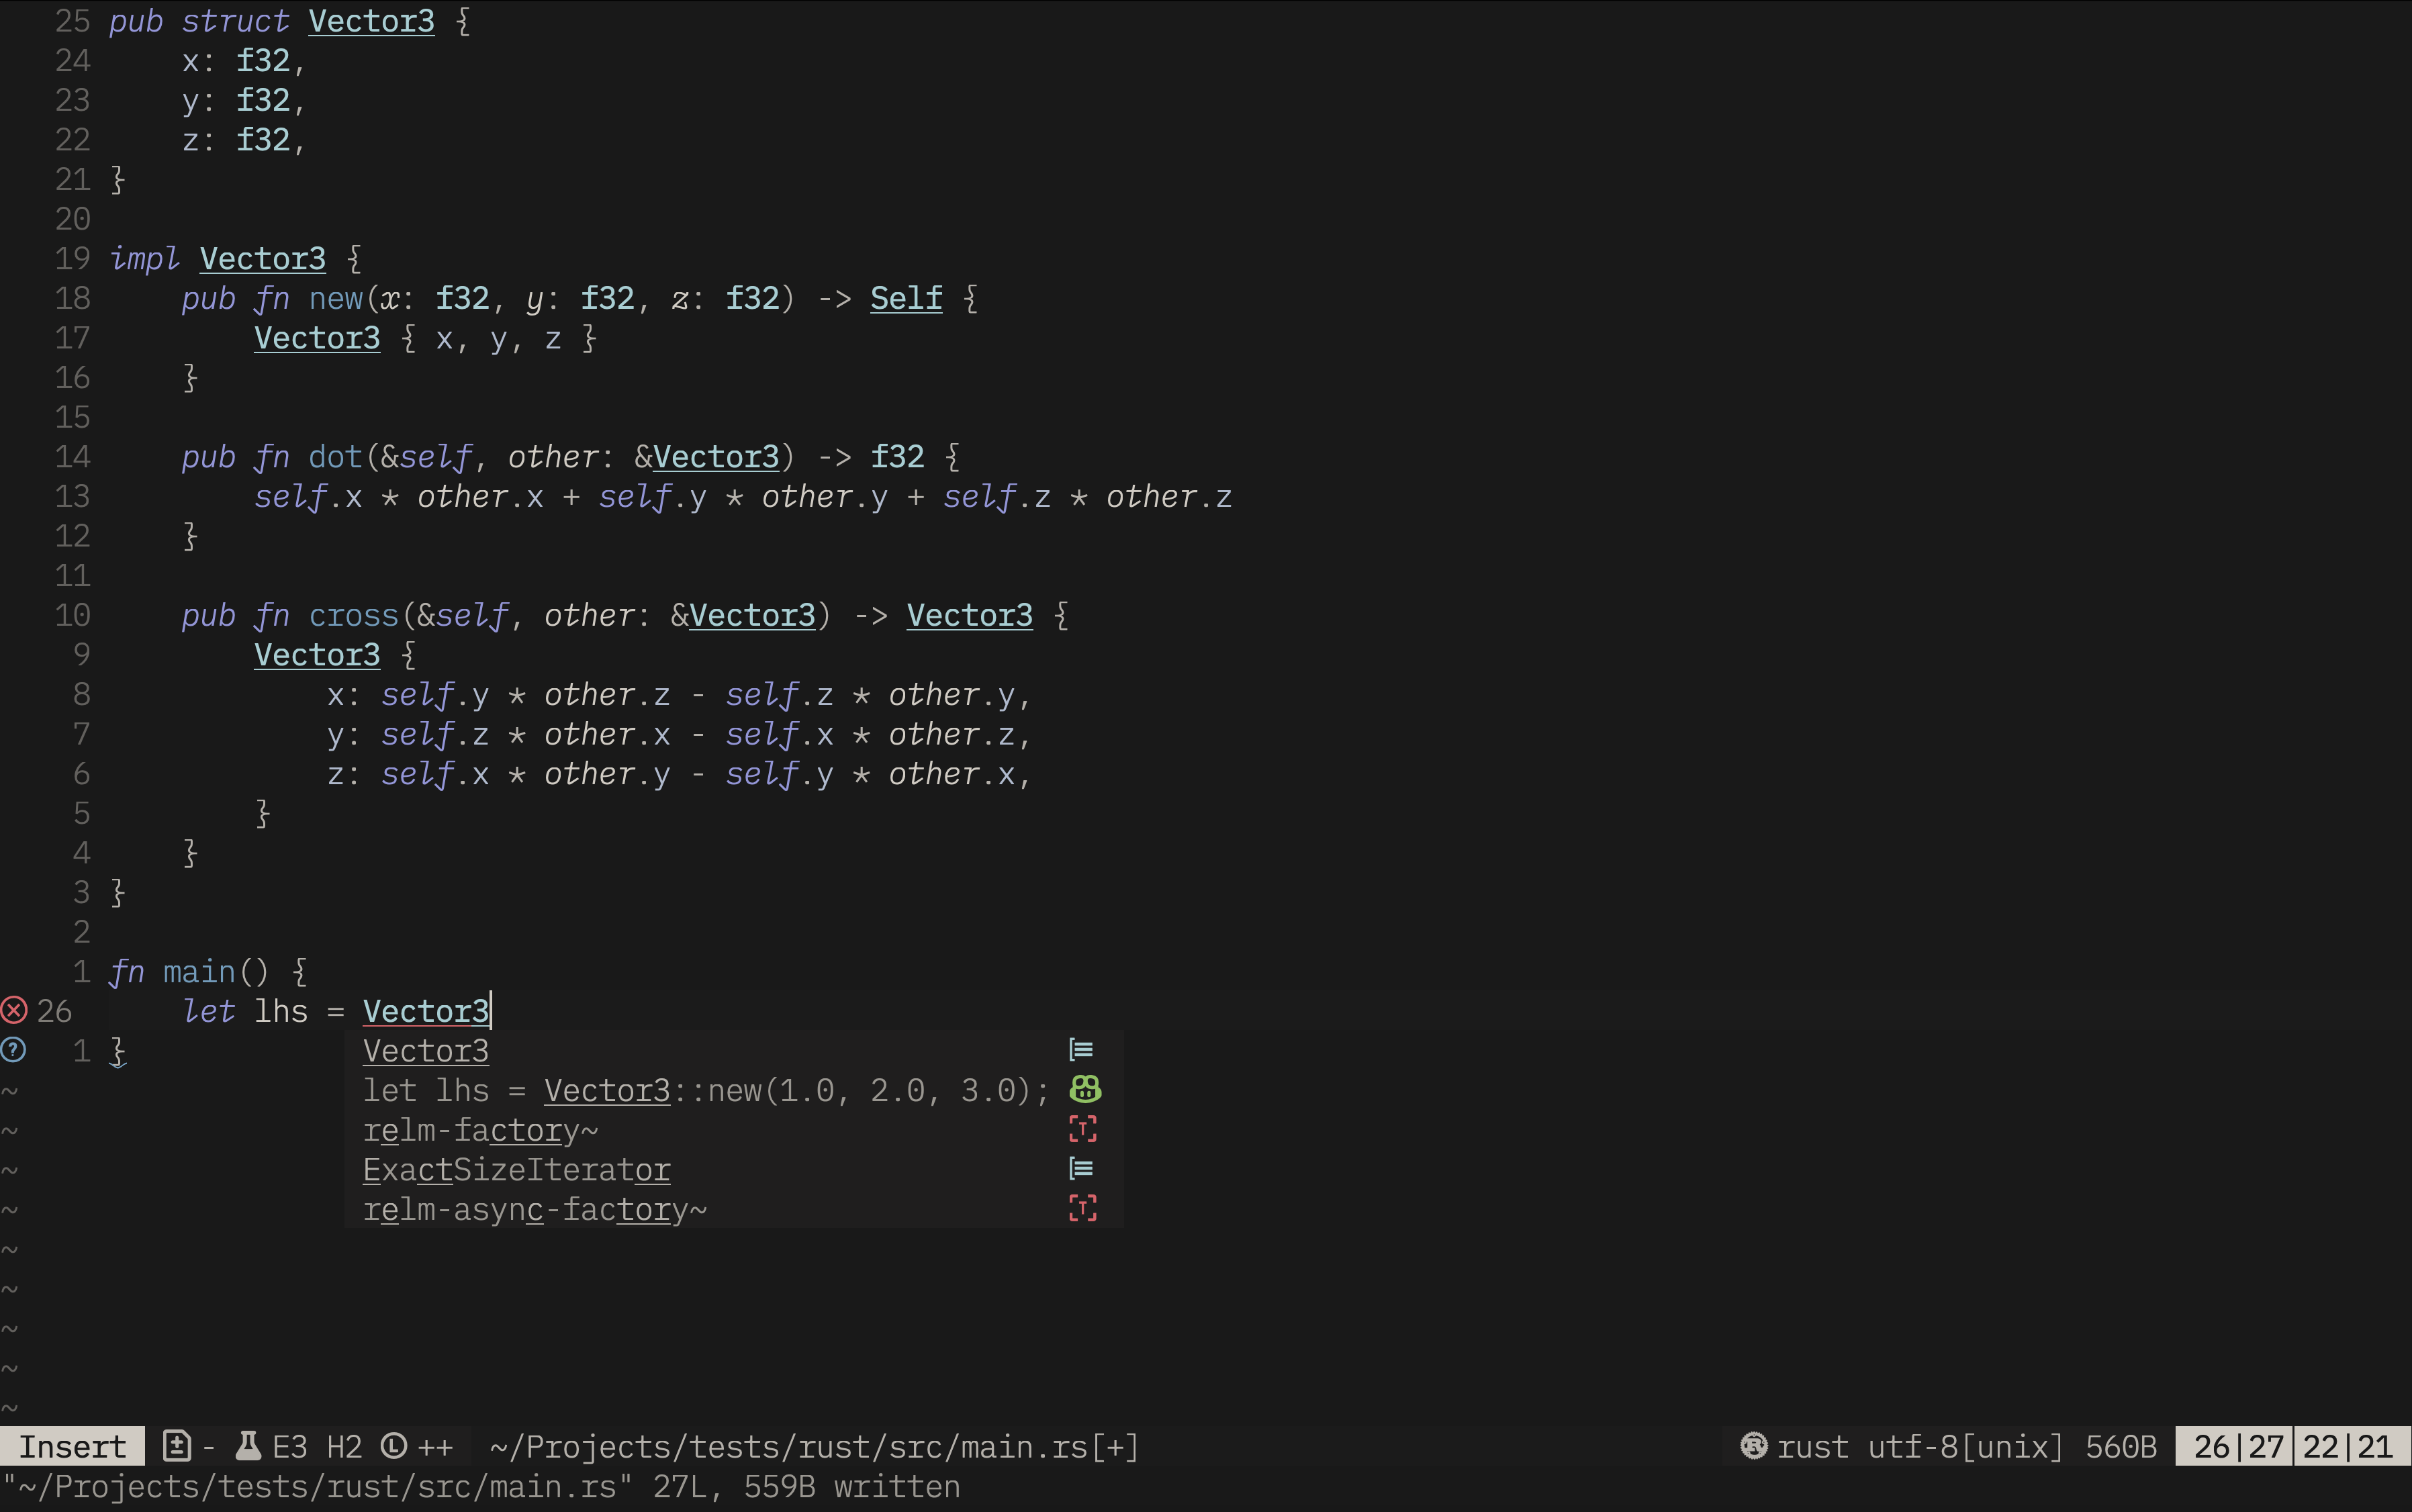 25 pub struct Vector3 {
24     x: f32,
23     y: f32,
22     z: f32,
21 }
20
19 impl Vector3 {
18     pub fn new(x: f32, y: f32, z: f32) -> Self {
17         Vector3 { x, y, z }
16     }
15
14     pub fn dot(&self, other: &Vector3) -> f32 {
13         self.x * other.x + self.y * other.y + self.z * other.z
12     }
11
10     pub fn cross(&self, other: &Vector3) -> Vector3 {
9         Vector3 {
8             x: self.y * other.z - self.z * other.y,
7             y: self.z * other.x - self.x * other.z,
6             z: self.x * other.y - self.y * other.x,
5         }
4     }
3 }
2
1 fn main() {
26     let lhs = Vector3
1 }
Vector3
~ let lhs = Vector3::new(1.0, 2.0, 3.0);
~ relm-factory~
~ ExactSizeIterator
~ relm-async-factory~
~
~
~
~
~
Insert - E3 H2 ++ ~/Projects/tests/rust/src/main.rs[+] rust utf-8[unix] 560B 26|27 22|21
"~/Projects/tests/rust/src/main.rs" 27L, 559B written